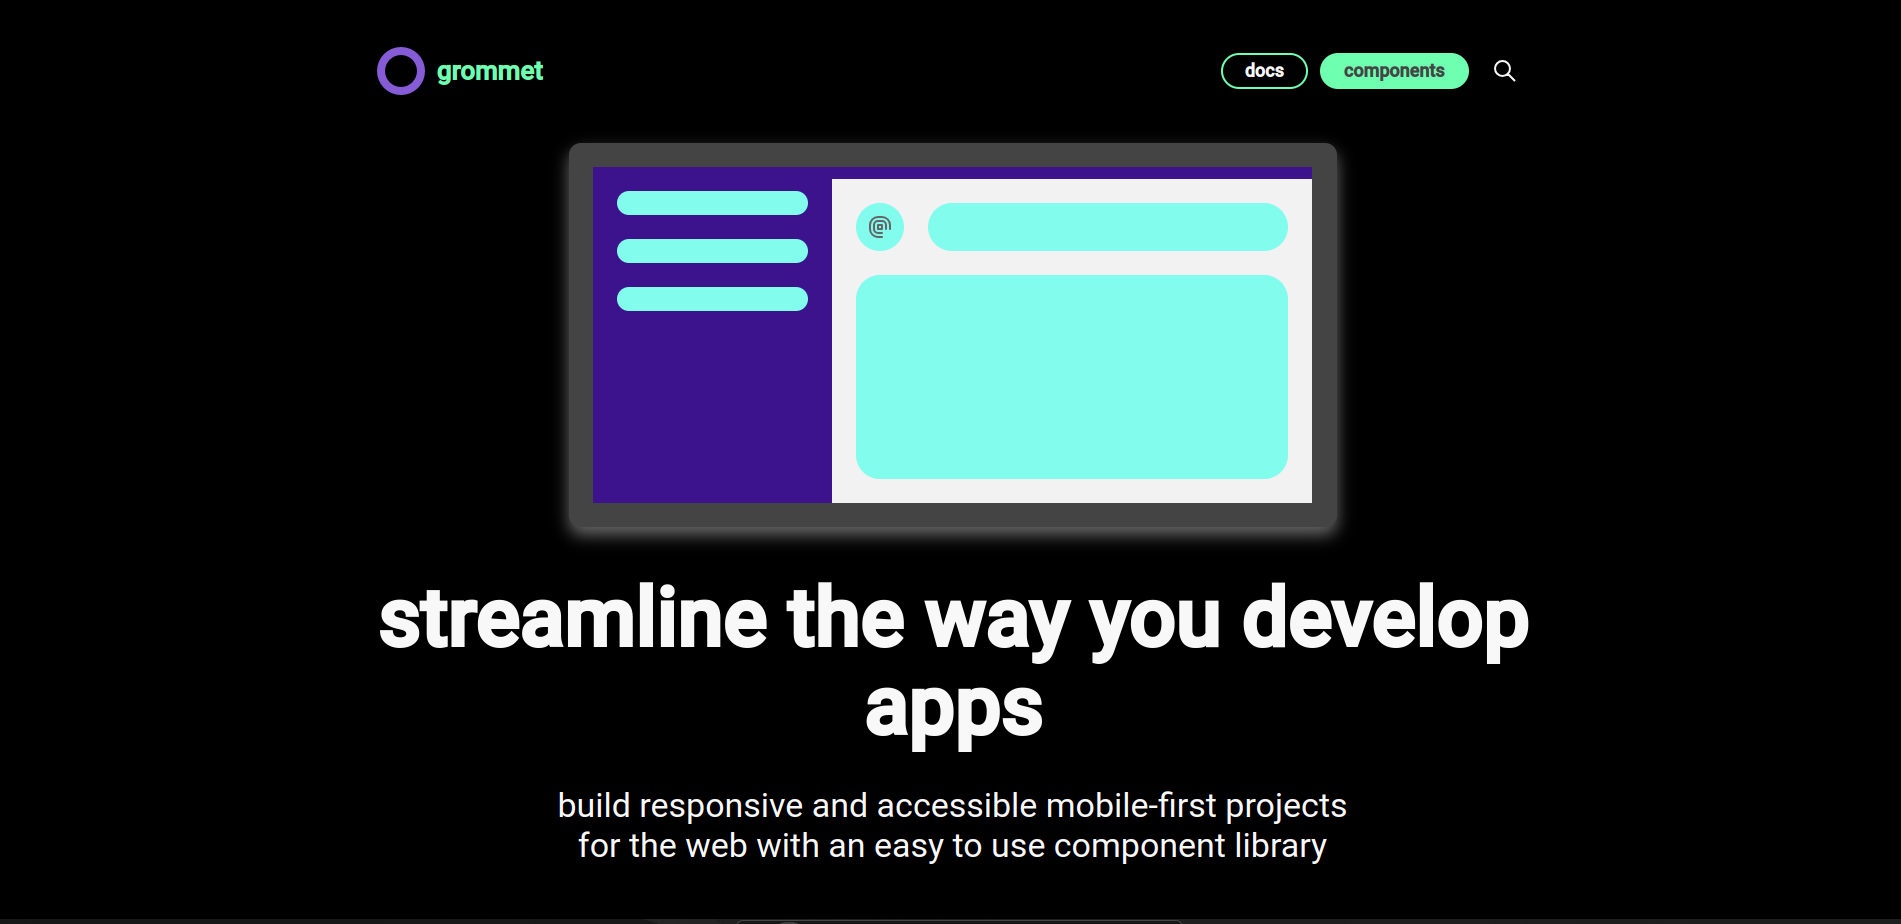 grommet
docs
components
streamline the way you develop
apps
build responsive and accessible mobile-first projects
for the web with an easy to use component library